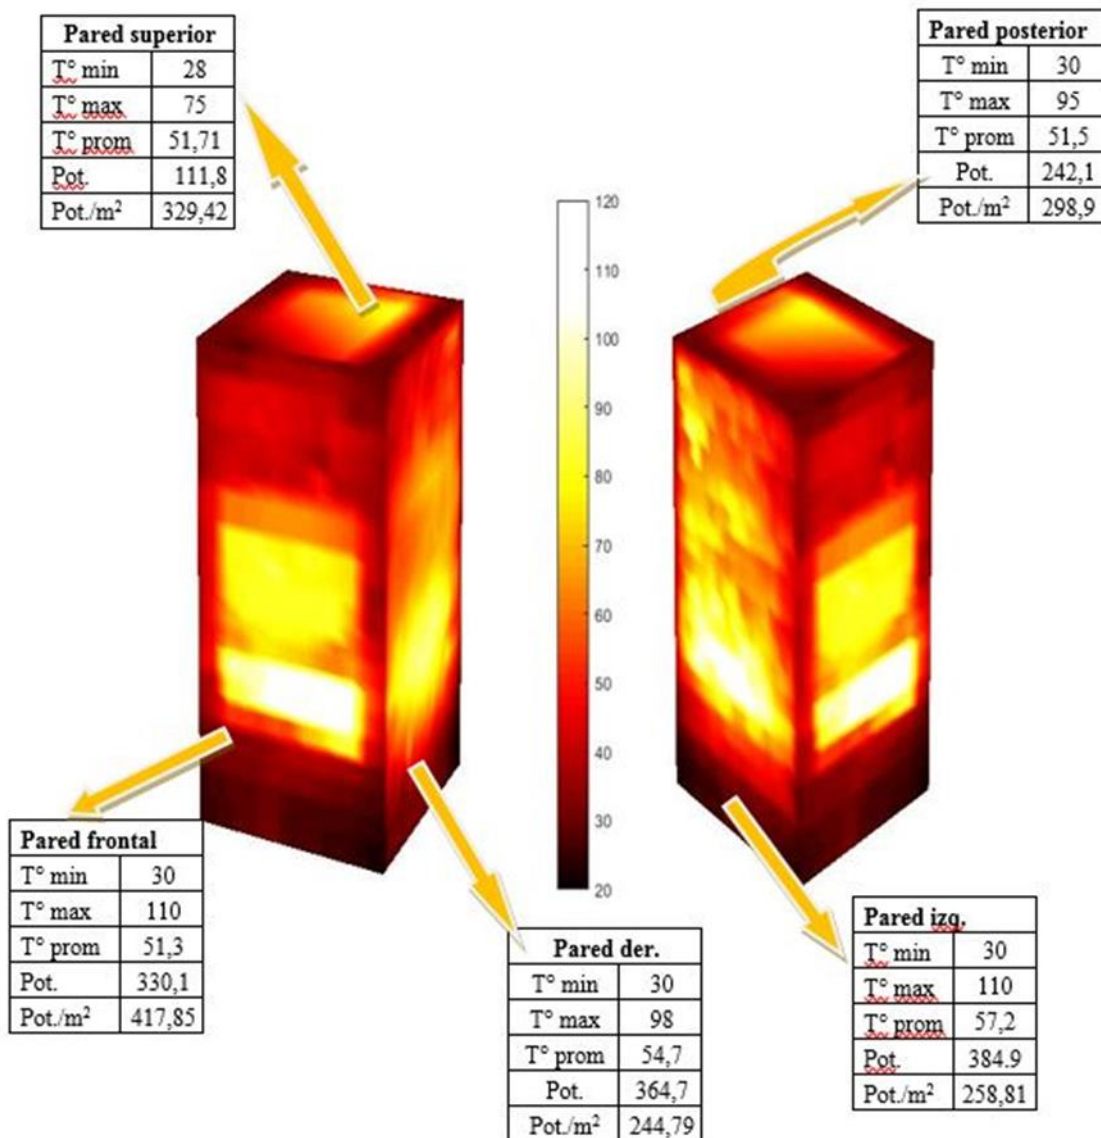 Pared superior
T° min 28
T° max 75
T° prom 51,71
Pot. 111,8
Pot./m² 329,42
Pared posterior
T° min 30
T° max 95
T° prom 51,5
Pot. 242,1
Pot./m² 298,9
120
110
100
90
80
70
60
50
40
30
20
Pared frontal
T° min 30
T° max 110
T° prom 51,3
Pot. 330,1
Pot./m² 417,85
Pared der.
T° min 30
T° max 98
T° prom 54,7
Pot. 364,7
Pot./m² 244,79
Pared izq.
T° min 30
T° max 110
T° prom 57,2
Pot. 384.9
Pot./m² 258,81